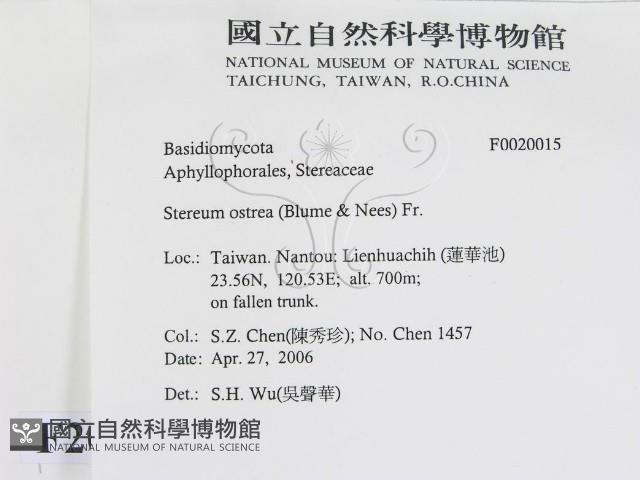 國立自然科學博物館
NATIONAL MUSEUM OF NATURAL SCIENCE
TAICHUNG, TAIWAN, R.O.CHINA
Basidiomycota F0020015
Aphyllophorales, Stereaceae
Stereum ostrea (Blume & Nees) Fr.
Loc.: Taiwan. Nantou: Lienhuachih (蓮華池)
23.56N, 120.53E; alt. 700m;
on fallen trunk.
Col.: S.Z. Chen(陳秀珍); No. Chen 1457
Date: Apr. 27, 2006
Det.: S.H. Wu(吳聲華)
國立自然科學博物館
NATIONAL MUSEUM OF NATURAL SCIENCE